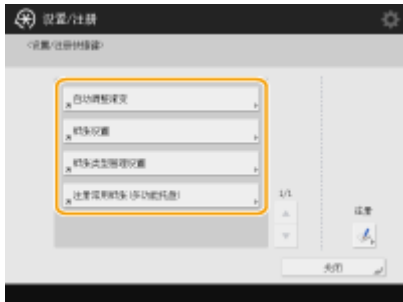 设置/注册
<设置/注册快捷键>
自动调整渐变
纸张设置
纸张类型管理设置
注册常用纸张(多功能托盘)
1/1
注册
关闭